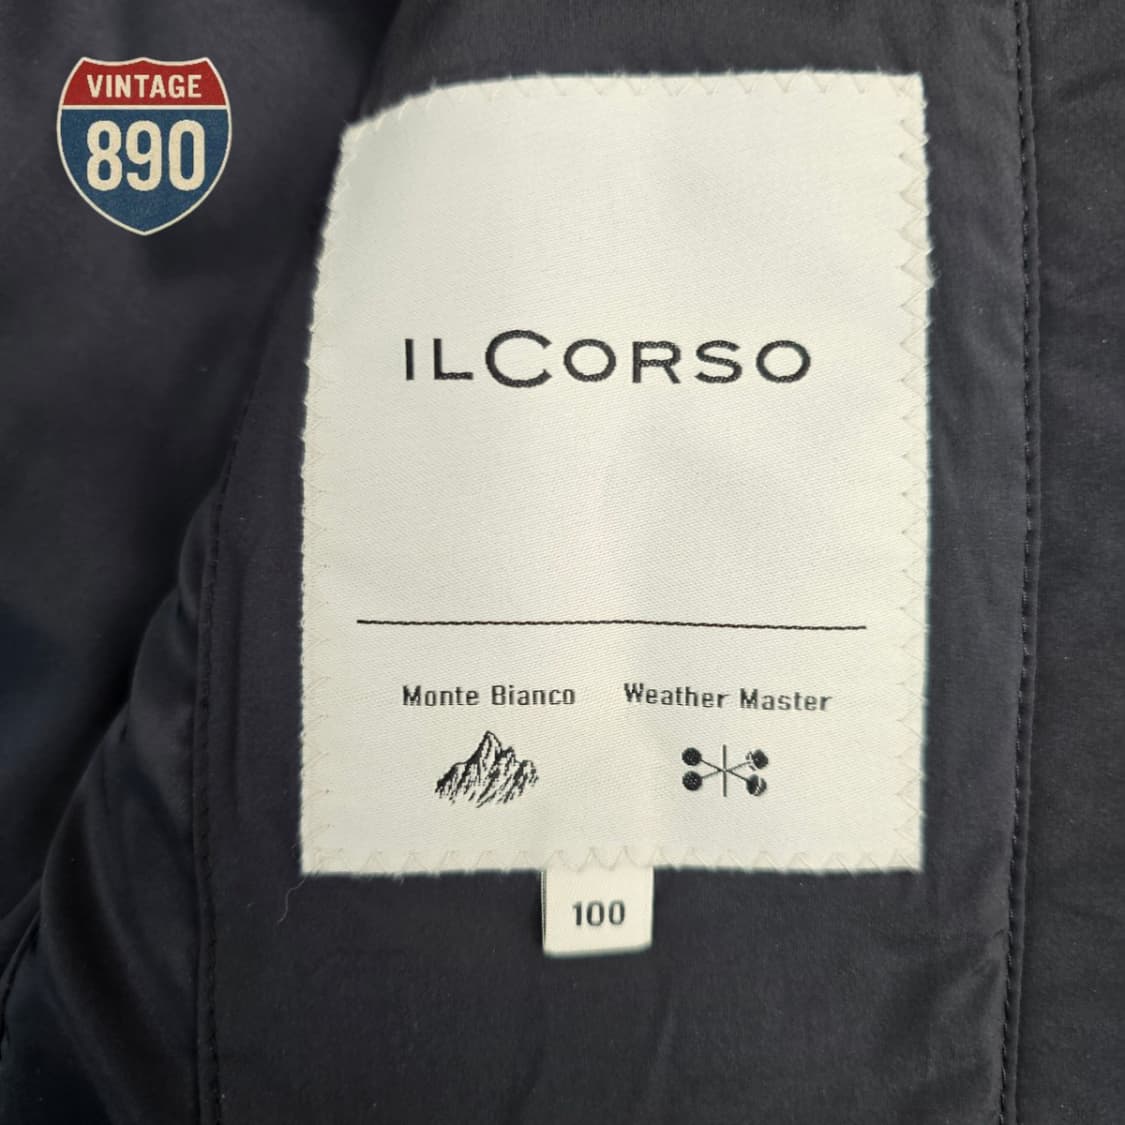 VINTAGE
890
ILCORSO
Monte Bianco
Weather Master
100